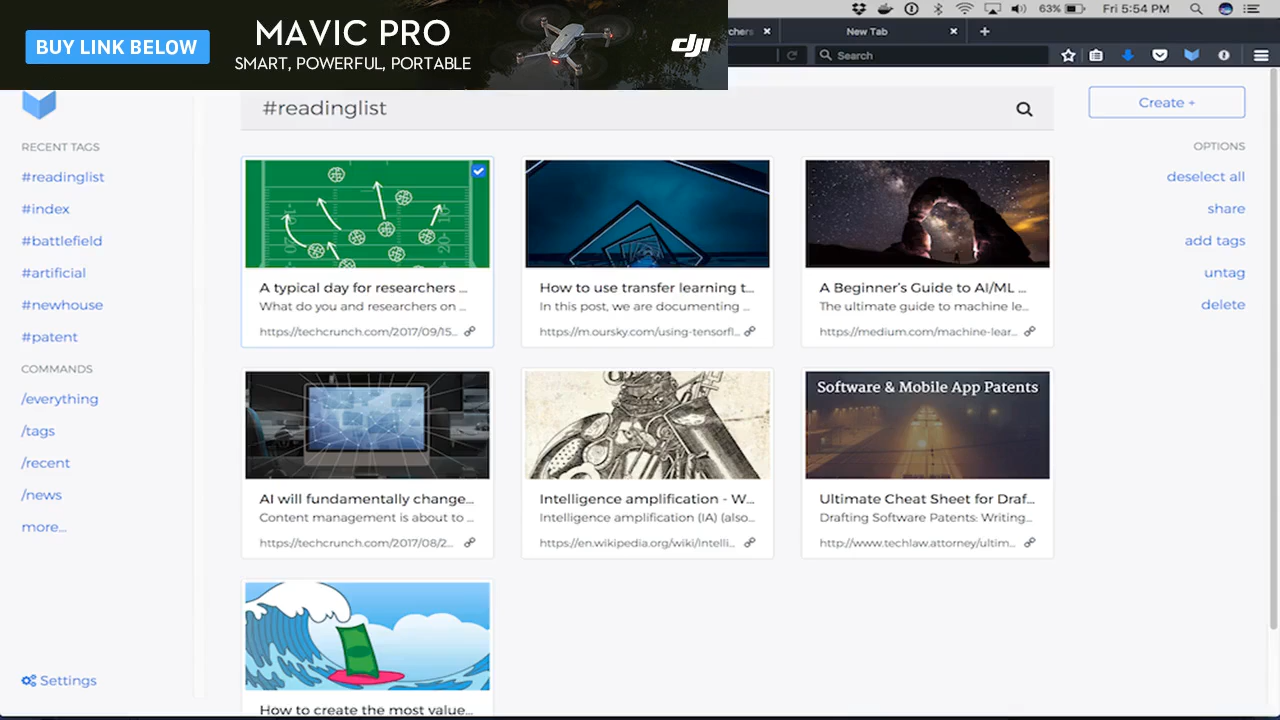 BUY LINK BELOW
MAVIC PRO
SMART, POWERFUL, PORTABLE
dji
63%
Fri 5:54 PM
chers
New Tab
Search
#readinglist
Create +
RECENT TAGS
#readinglist
#index
#battlefield
#artificial
#newhouse
#patent
COMMANDS
/everything
/tags
/recent
/news
more...
Settings
A typical day for researchers ...
What do you and researchers on ...
https://techcrunch.com/2017/09/15...
How to use transfer learning t...
In this post, we are documenting ...
https://m.oursky.com/using-tensorfl...
A Beginner's Guide to AI/ML ...
The ultimate guide to machine le...
https://medium.com/machine-lear...
AI will fundamentally change...
Content management is about to ...
https://techcrunch.com/2017/08/2...
Intelligence amplification - W...
Intelligence amplification (IA) (also...
https://en.wikipedia.org/wiki/Intelli...
Software & Mobile App Patents
Ultimate Cheat Sheet for Draf...
Drafting Software Patents: Writing...
http://www.techlaw.attorney/ultim...
How to create the most value...
OPTIONS
deselect all
share
add tags
untag
delete